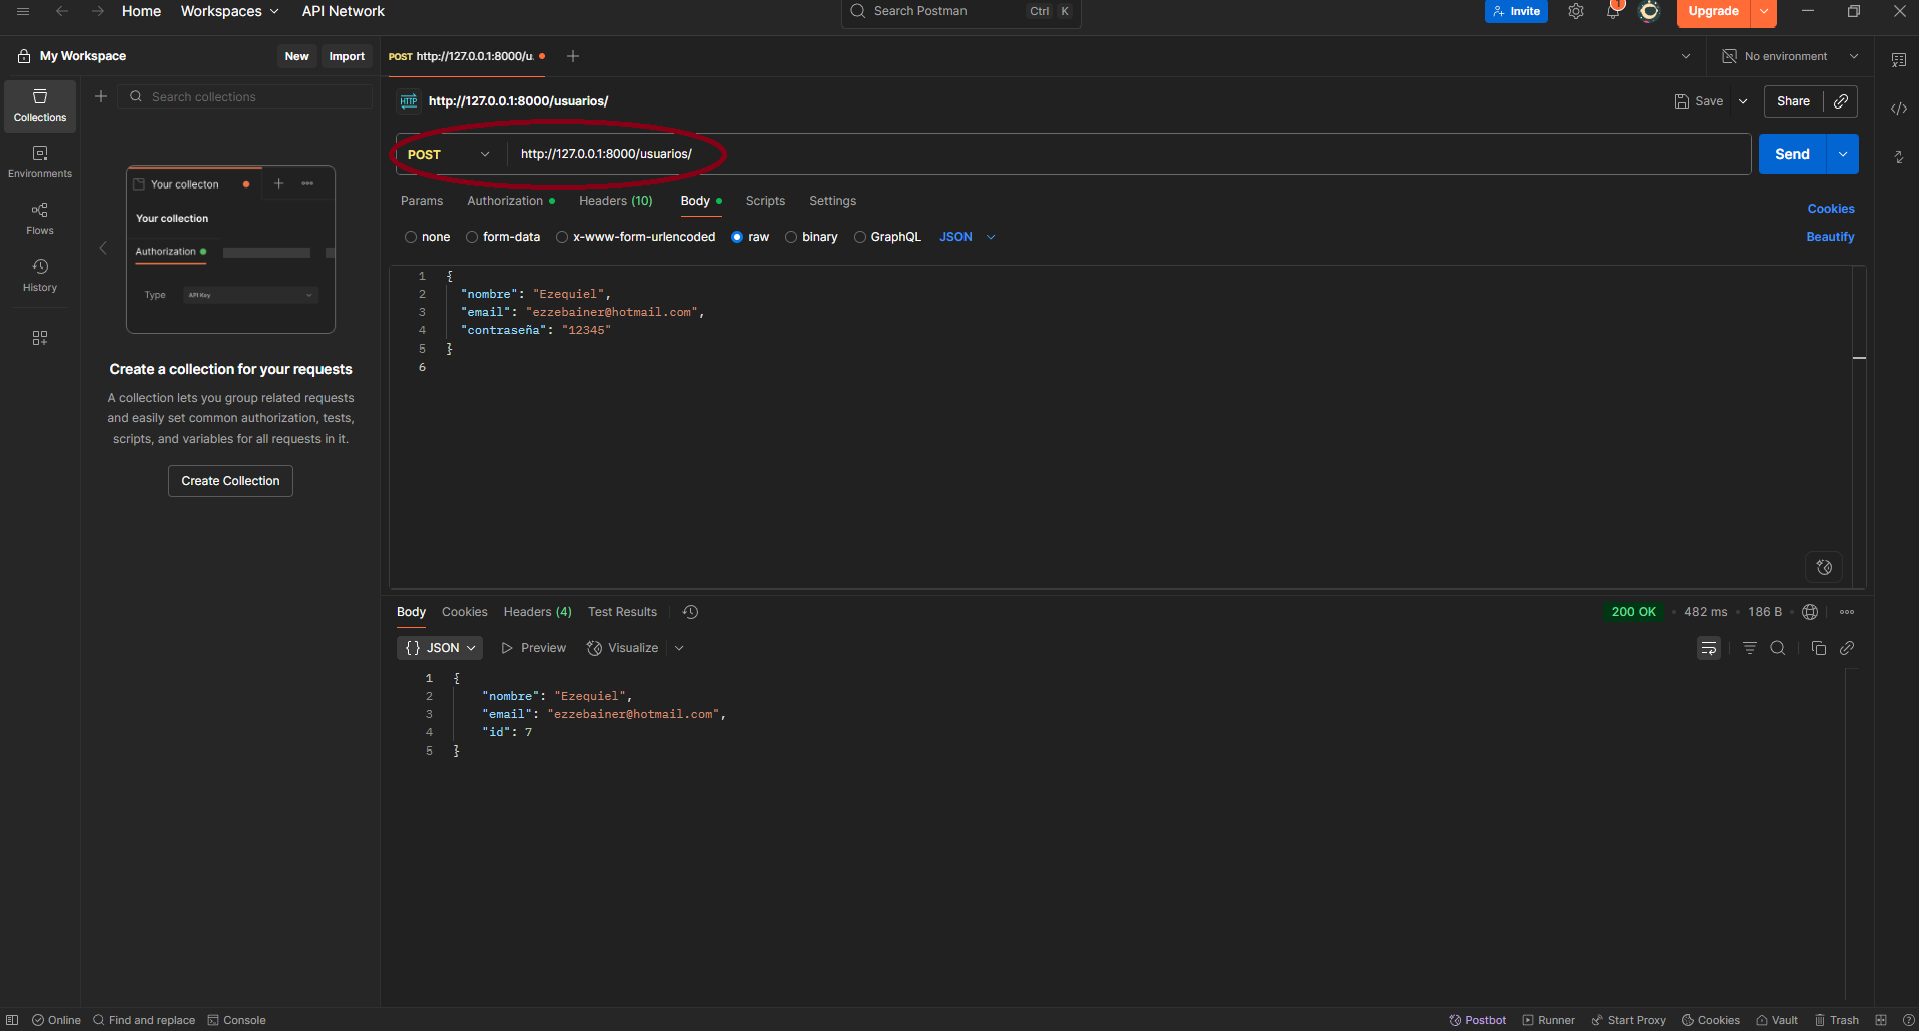 Home Workspaces API Network
Search Postman Ctrl K
Invite
1
Upgrade
My Workspace New Import
POST http://127.0.0.1:8000/u.
No environment
Collections
Environments
Flows
History
Search collections
Your collecton
Your collection
Authorization
Type API Key
Create a collection for your requests
A collection lets you group related requests
and easily set common authorization, tests,
scripts, and variables for all requests in it.
Create Collection
HTTP http://127.0.0.1:8000/usuarios/
Save Share
POST http://127.0.0.1:8000/usuarios/
Send
Params Authorization Headers (10) Body Scripts Settings
Cookies
none form-data x-www-form-urlencoded raw binary GraphQL JSON
Beautify
1 {
2 "nombre": "Ezequiel",
3 "email": "ezzebainer@hotmail.com",
4 "contraseña": "12345"
5 }
6
Body Cookies Headers (4) Test Results
200 OK • 482 ms • 186 B •
{} JSON Preview Visualize
1 {
2 "nombre": "Ezequiel",
3 "email": "ezzebainer@hotmail.com",
4 "id": 7
5 }
Online Find and replace Console
Postbot Runner Start Proxy Cookies Vault Trash